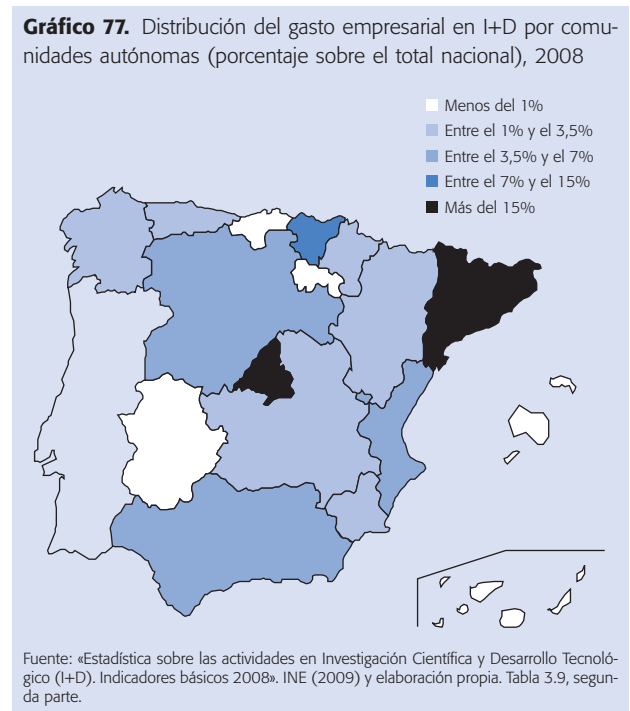 Gráfico 77. Distribución del gasto empresarial en I+D por comu-
nidades autónomas (porcentaje sobre el total nacional), 2008
Menos del 1%
Entre el 1% y el 3,5%
Entre el 3,5% y el 7%
Entre el 7% y el 15%
Más del 15%
Fuente: «Estadística sobre las actividades en Investigación Científica y Desarrollo Tecnoló-
gico (I+D). Indicadores básicos 2008». INE (2009) y elaboración propia. Tabla 3.9, segun-
da parte.